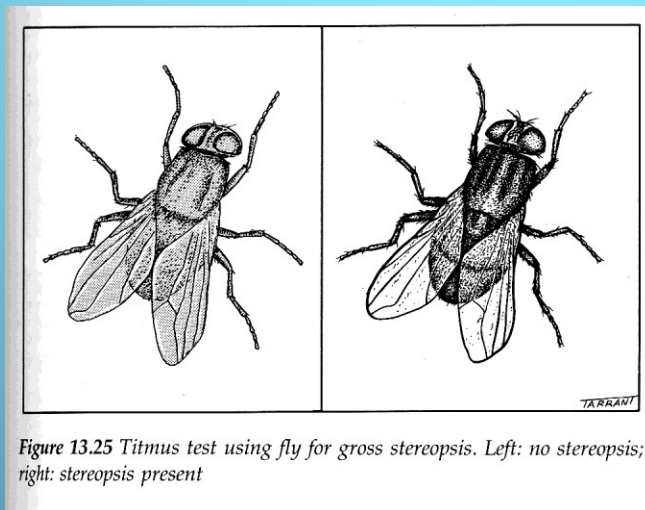 TARRANT
Figure 13.25 Titmus test using fly for gross stereopsis. Left: no stereopsis;
right: stereopsis present